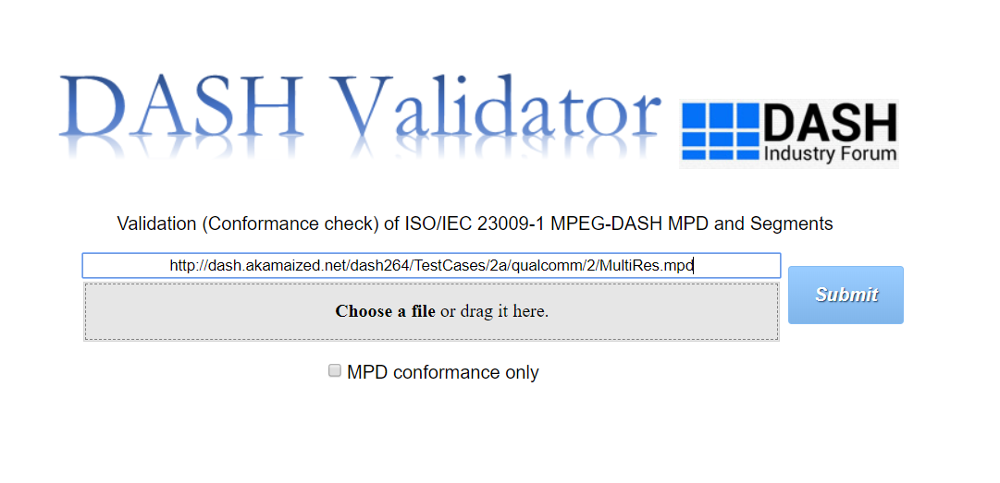 DASH Validator
DASH
Industry Forum
Validation (Conformance check) of ISO/IEC 23009-1 MPEG-DASH MPD and Segments
http://dash.akamaized.net/dash264/TestCases/2a/qualcomm/2/MultiRes.mpd
Submit
Choose a file or drag it here.
MPD conformance only